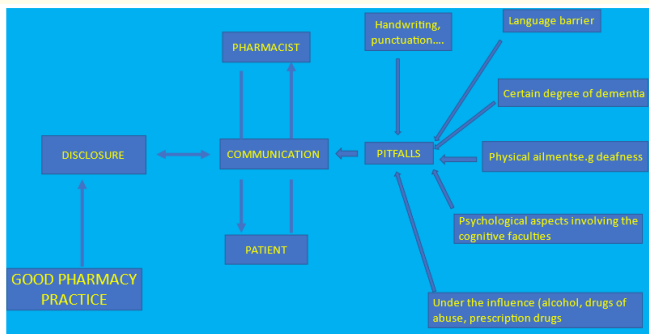 Handwriting,
punctuation....
Language barrier
PHARMACIST
Certain degree of dementia
DISCLOSURE
COMMUNICATION
PITFALLS
Physical ailmentse.g deafness
Psychological aspects involving the
cognitive faculties
PATIENT
GOOD PHARMACY
PRACTICE
Under the influence (alcohol, drugs of
abuse, prescription drugs